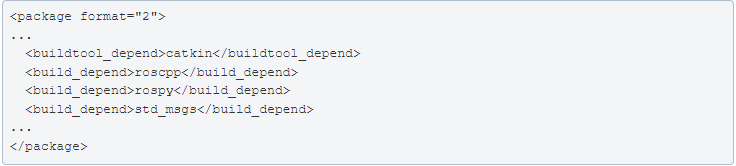 <package format="2">
...
  <buildtool_depend>catkin</buildtool_depend>
  <build_depend>roscpp</build_depend>
  <build_depend>rospy</build_depend>
  <build_depend>std_msgs</build_depend>
...
</package>